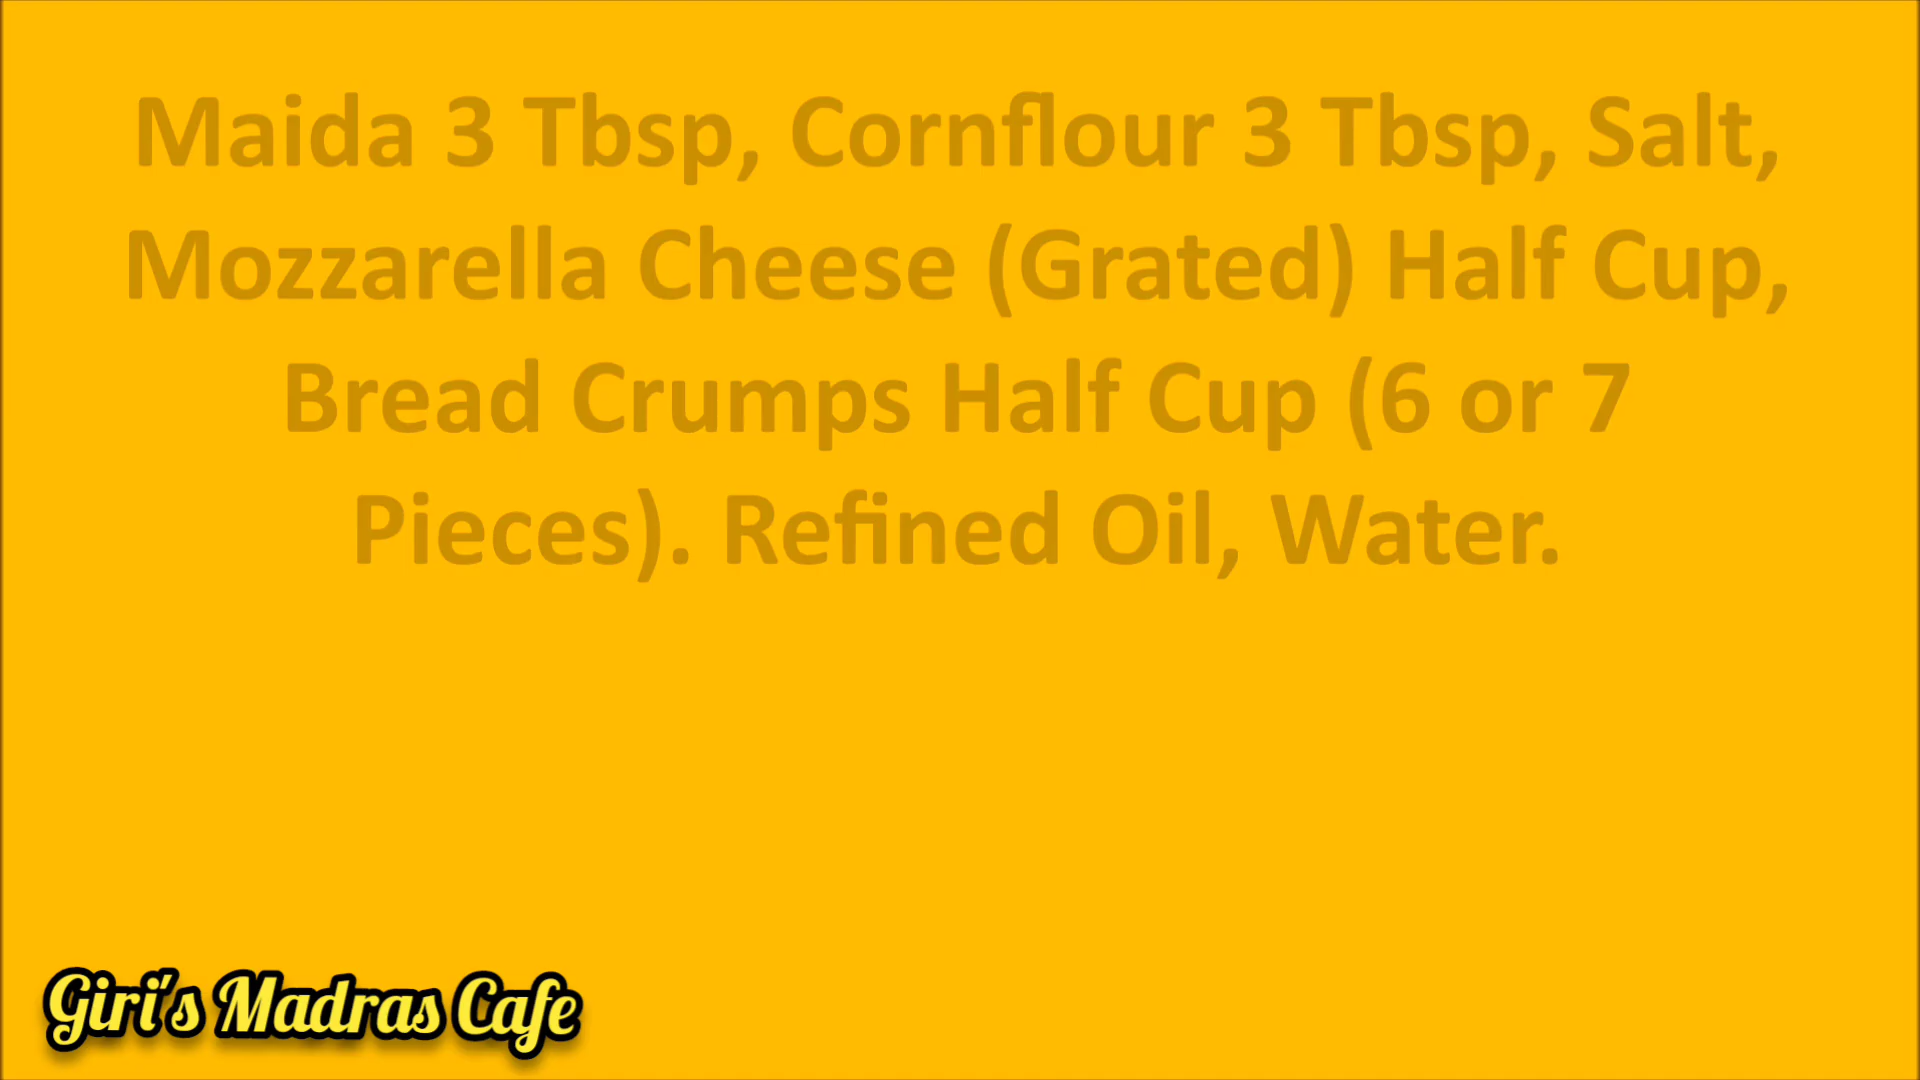 Maida 3 Tbsp, Cornflour 3 Tbsp, Salt,
Mozzarella Cheese (Grated) Half Cup,
Bread Crumps Half Cup (6 or 7
Pieces). Refined Oil, Water.
Giri's Madras Cafe